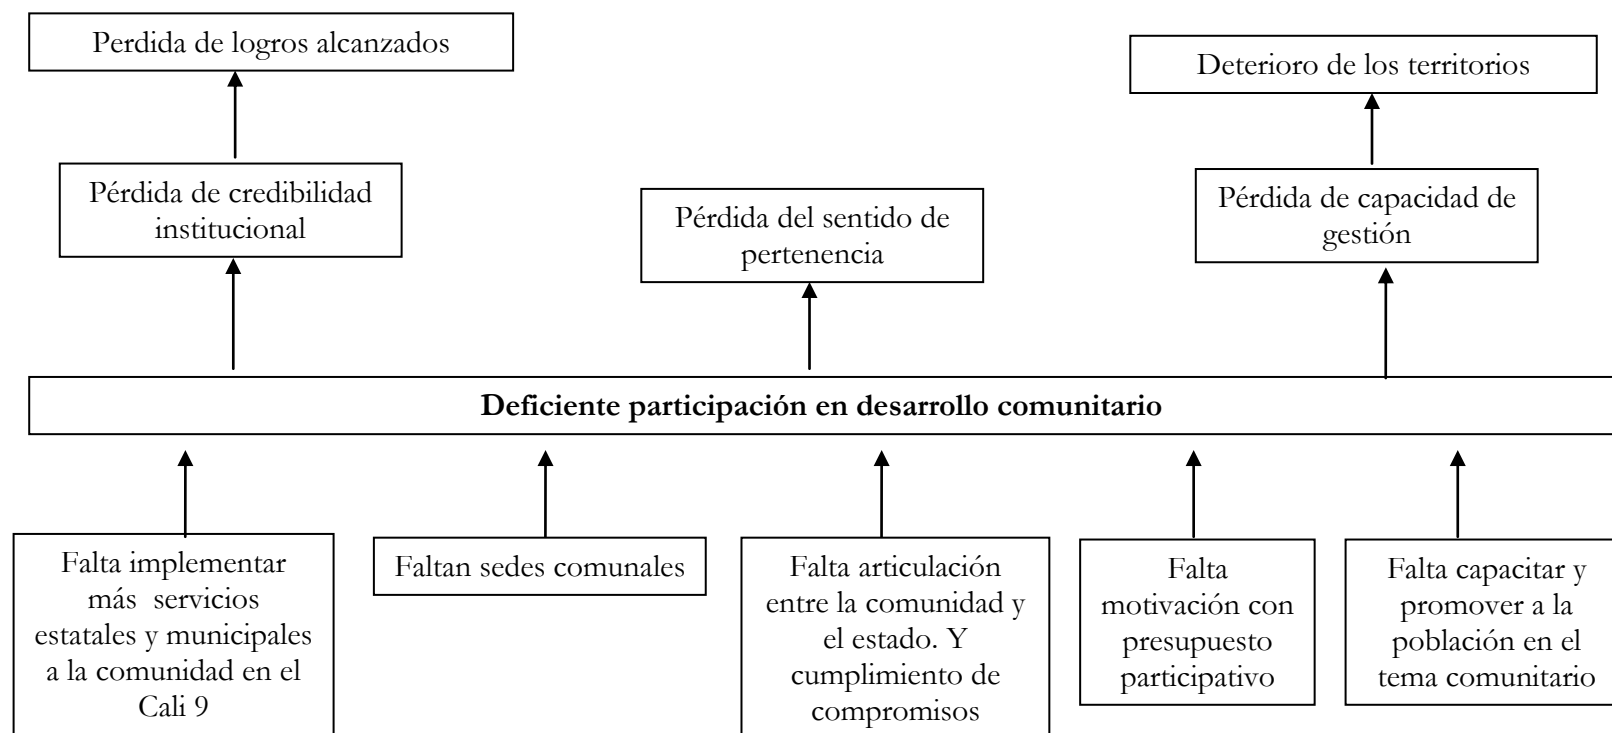 Perdida de logros alcanzados
Deterioro de los territorios
Pérdida de credibilidad
institucional
Pérdida del sentido de
pertenencia
Pérdida de capacidad de
gestión
Deficiente participación en desarrollo comunitario
Falta implementar
más servicios
estatales y municipales
a la comunidad en el
Cali 9
Faltan sedes comunales
Falta articulación
entre la comunidad y
el estado. Y
cumplimiento de
compromisos
Falta
motivación con
presupuesto
participativo
Falta capacitar y
promover a la
población en el
tema comunitario